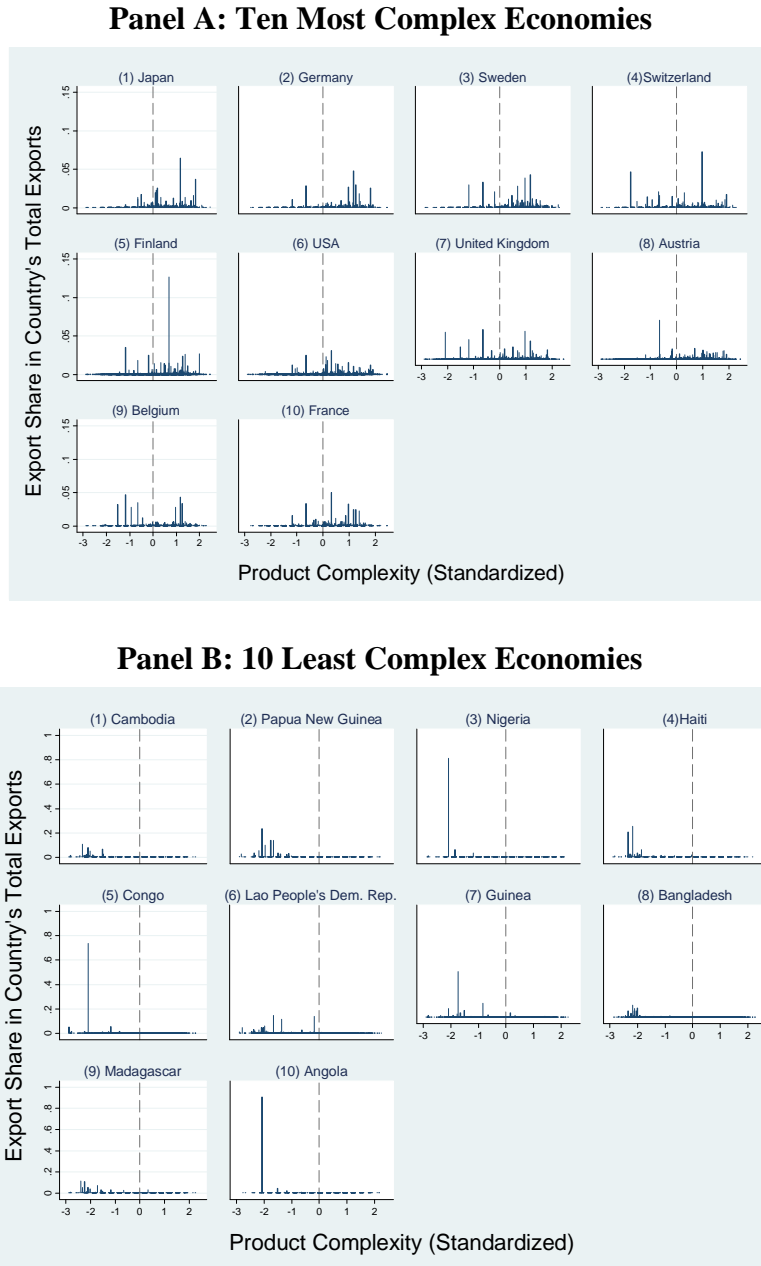 Panel A: Ten Most Complex Economies
Export Share in Country's Total Exports
(1) Japan
(2) Germany
(3) Sweden
(4)Switzerland
.15
.1
.05
0
(5) Finland
(6) USA
(7) United Kingdom
(8) Austria
.15
.1
.05
0
-3 -2 -1 0 1 2
-3 -2 -1 0 1 2
(9) Belgium
(10) France
.15
.1
.05
0
-3 -2 -1 0 1 2
-3 -2 -1 0 1 2
Product Complexity (Standardized)
Panel B: 10 Least Complex Economies
Export Share in Country's Total Exports
(1) Cambodia
(2) Papua New Guinea
(3) Nigeria
(4)Haiti
1
.8
.6
.4
.2
0
(5) Congo
(6) Lao People's Dem. Rep.
(7) Guinea
(8) Bangladesh
1
.8
.6
.4
.2
0
-3 -2 -1 0 1 2
-3 -2 -1 0 1 2
(9) Madagascar
(10) Angola
1
.8
.6
.4
.2
0
-3 -2 -1 0 1 2
-3 -2 -1 0 1 2
Product Complexity (Standardized)